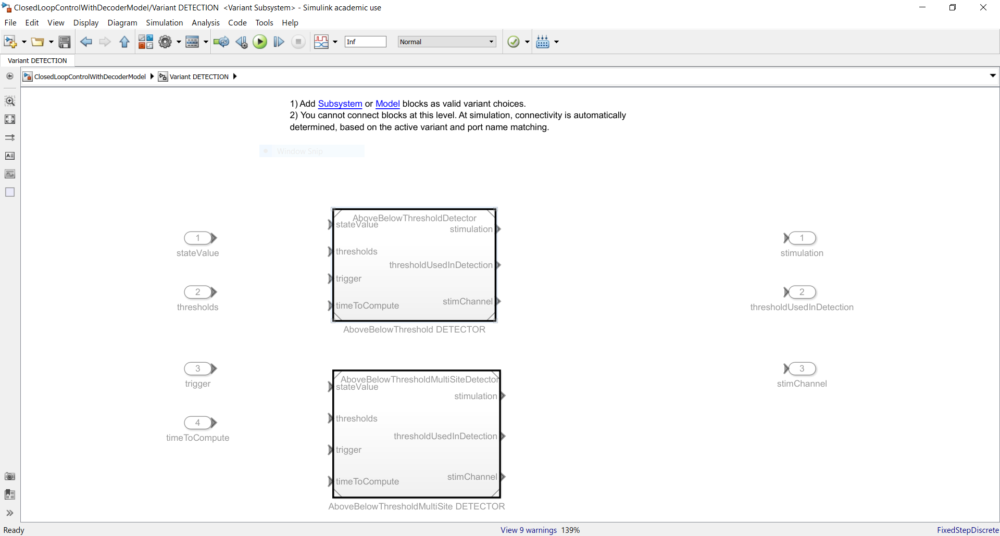 ClosedLoopControlWithDecoderModel/Variant DETECTION <Variant Subsystem> - Simulink academic use
File Edit View Display Diagram Simulation Analysis Code Tools Help
Inf Normal
Variant DETECTION
ClosedLoopControlWithDecoderModel Variant DETECTION
1) Add Subsystem or Model blocks as valid variant choices.
2) You cannot connect blocks at this level. At simulation, connectivity is automatically
determined, based on the active variant and port name matching.
Window Snip
1
stateValue
2
thresholds
3
trigger
4
timeToCompute
AboveBelowThresholdDetector
stateValue
stimulation
thresholds
thresholdUsedInDetection
trigger
stimChannel
timeToCompute
AboveBelowThreshold DETECTOR
AboveBelowThresholdMultiSiteDetector
stateValue
stimulation
thresholds
thresholdUsedInDetection
trigger
stimChannel
timeToCompute
AboveBelowThresholdMultiSite DETECTOR
1
stimulation
2
thresholdUsedInDetection
3
stimChannel
Ready View 9 warnings 139% FixedStepDiscrete